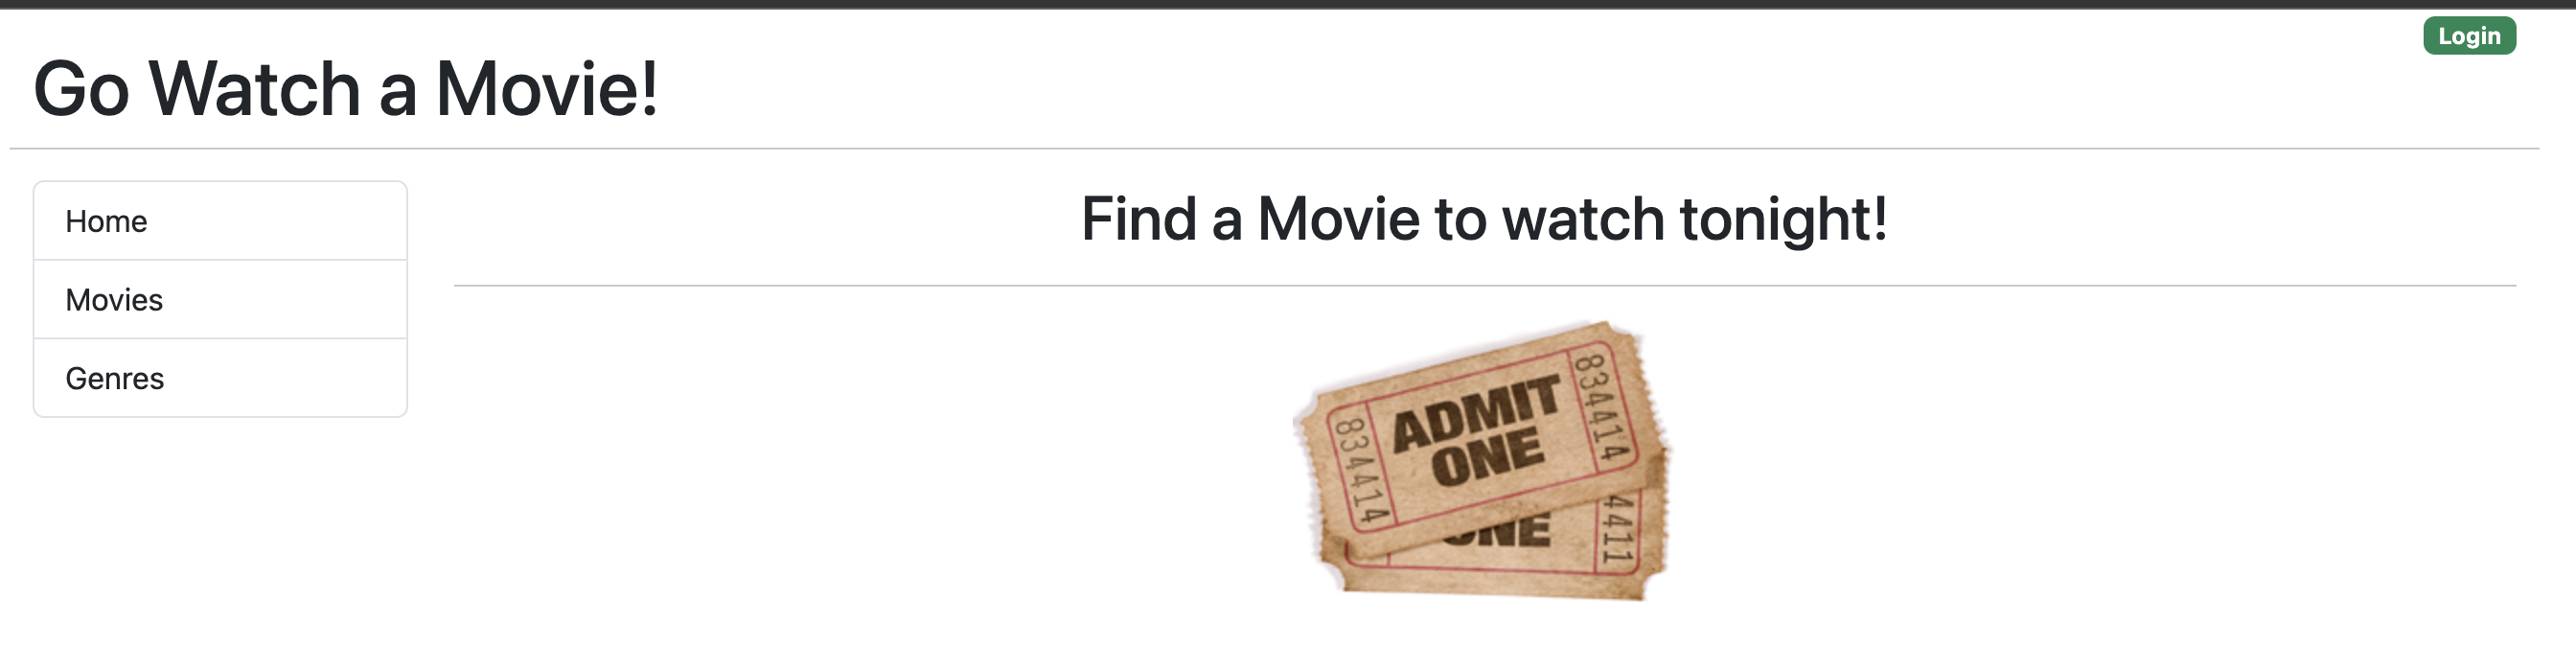 Login
Go Watch a Movie!
Home
Movies
Genres
Find a Movie to watch tonight!
834414
ADMIT
ONE
834414
ONE
4411